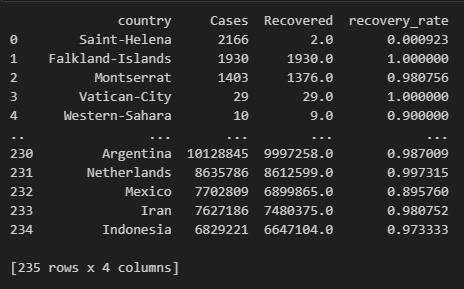 country Cases Recovered recovery_rate
0 Saint-Helena 2166 2.0 0.000923
1 Falkland-Islands 1930 1930.0 1.000000
2 Montserrat 1403 1376.0 0.980756
3 Vatican-City 29 29.0 1.000000
4 Western-Sahara 10 9.0 0.900000
.. ... ... ... ...
230 Argentina 10128845 9997258.0 0.987009
231 Netherlands 8635786 8612599.0 0.997315
232 Mexico 7702809 6899865.0 0.895760
233 Iran 7627186 7480375.0 0.980752
234 Indonesia 6829221 6647104.0 0.973333
[235 rows x 4 columns]